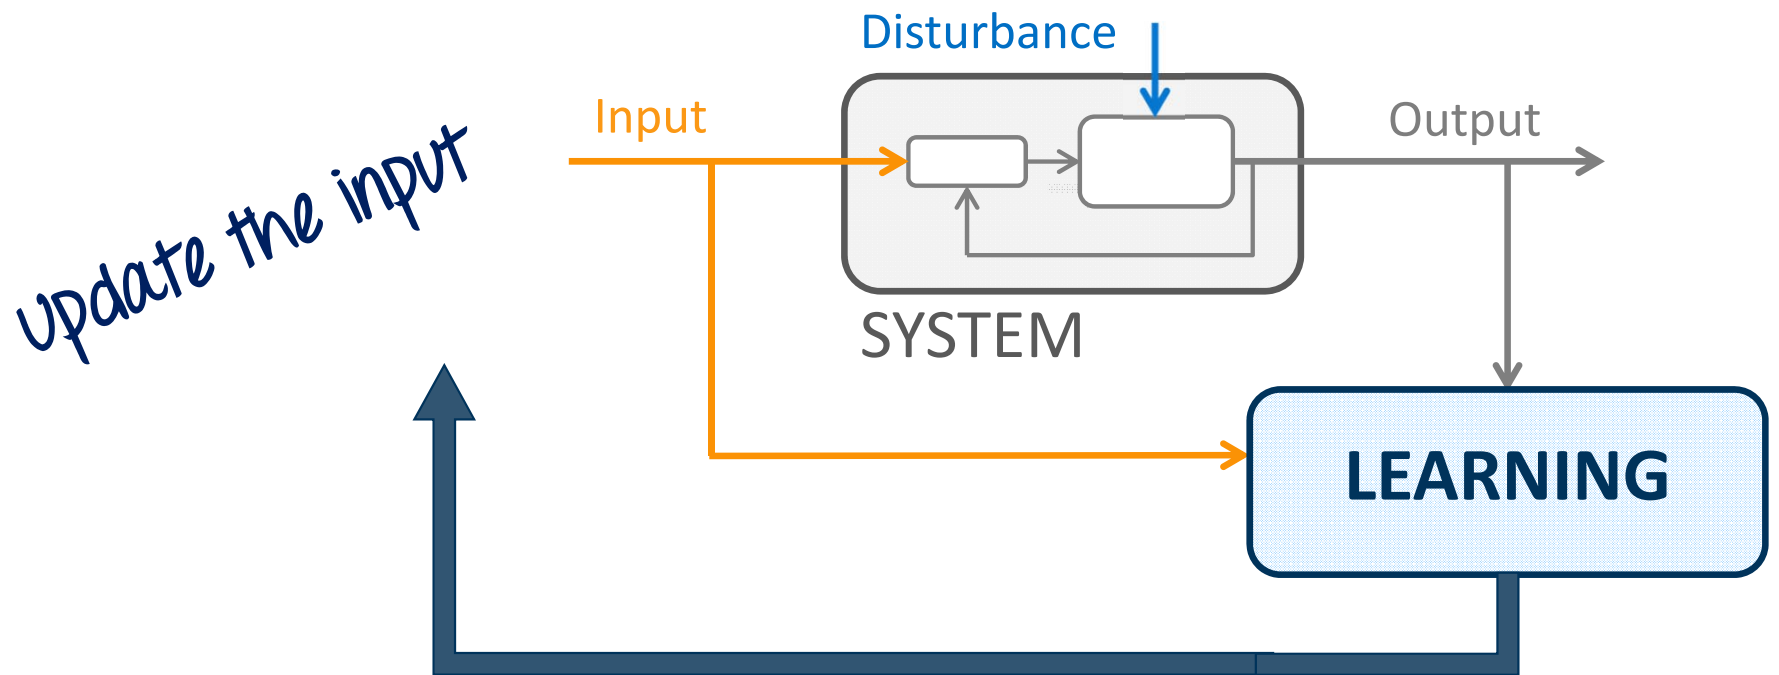 Disturbance
Input
Output
update the input
SYSTEM
LEARNING